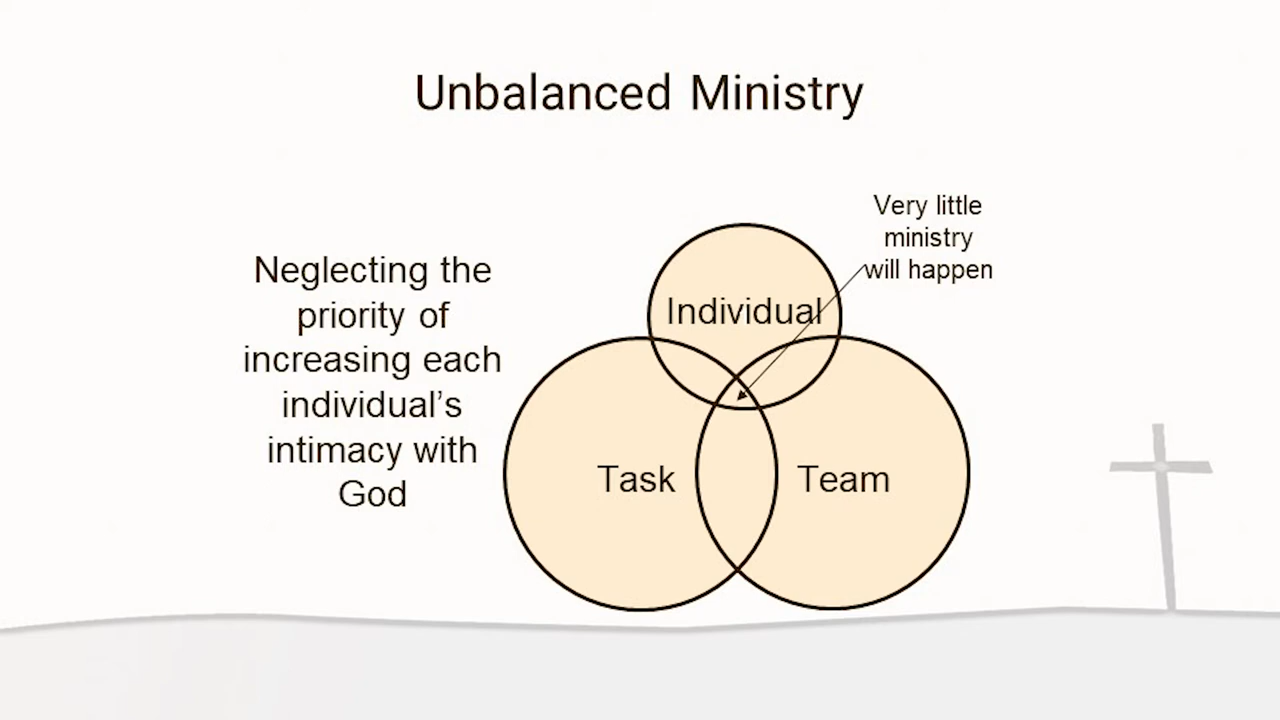 Unbalanced Ministry
Neglecting the
priority of
increasing each
individual’s
intimacy with
God
Very little
ministry
will happen
Individual
Task
Team